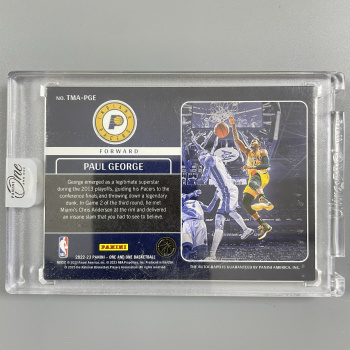 NO. TMA-PGE
INDIANA
PACERS
FORWARD
PAUL GEORGE
George emerged as a legitimate superstar
during the 2013 playoffs, guiding his Pacers to the
conference finals and throwing down a legendary
dunk. In Game 2 of the third round, he met
Miami's Chris Andersen at the rim and delivered
an insane slam that you had to see to believe.
NBA
PANINI
2022-23 PANINI - ONE AND ONE BASKETBALL
THE AUTOGRAPH IS GUARANTEED BY PANINI AMERICA, INC.
One